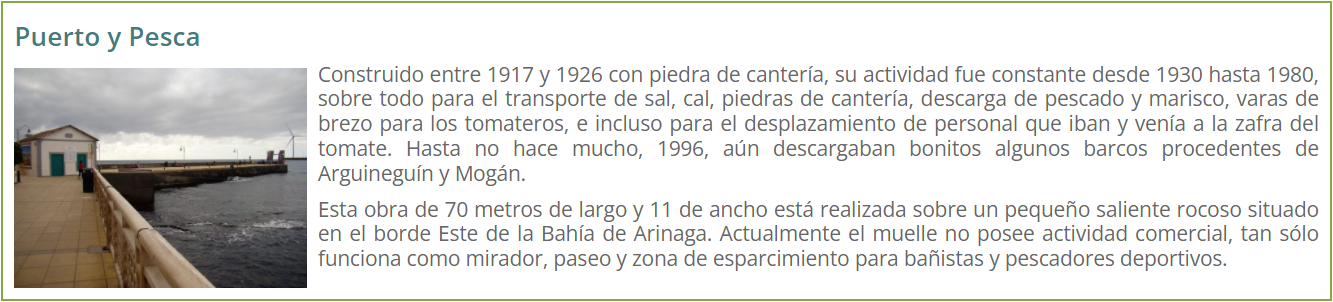 Puerto y Pesca
Construido entre 1917 y 1926 con piedra de cantería, su actividad fue constante desde 1930 hasta 1980,
sobre todo para el transporte de sal, cal, piedras de cantería, descarga de pescado y marisco, varas de
brezo para los tomateros, e incluso para el desplazamiento de personal que iban y venía a la zafra del
tomate. Hasta no hace mucho, 1996, aún descargaban bonitos algunos barcos procedentes de
Arguineguín y Mogán.
Esta obra de 70 metros de largo y 11 de ancho está realizada sobre un pequeño saliente rocoso situado
en el borde Este de la Bahía de Arinaga. Actualmente el muelle no posee actividad comercial, tan sólo
funciona como mirador, paseo y zona de esparcimiento para bañistas y pescadores deportivos.